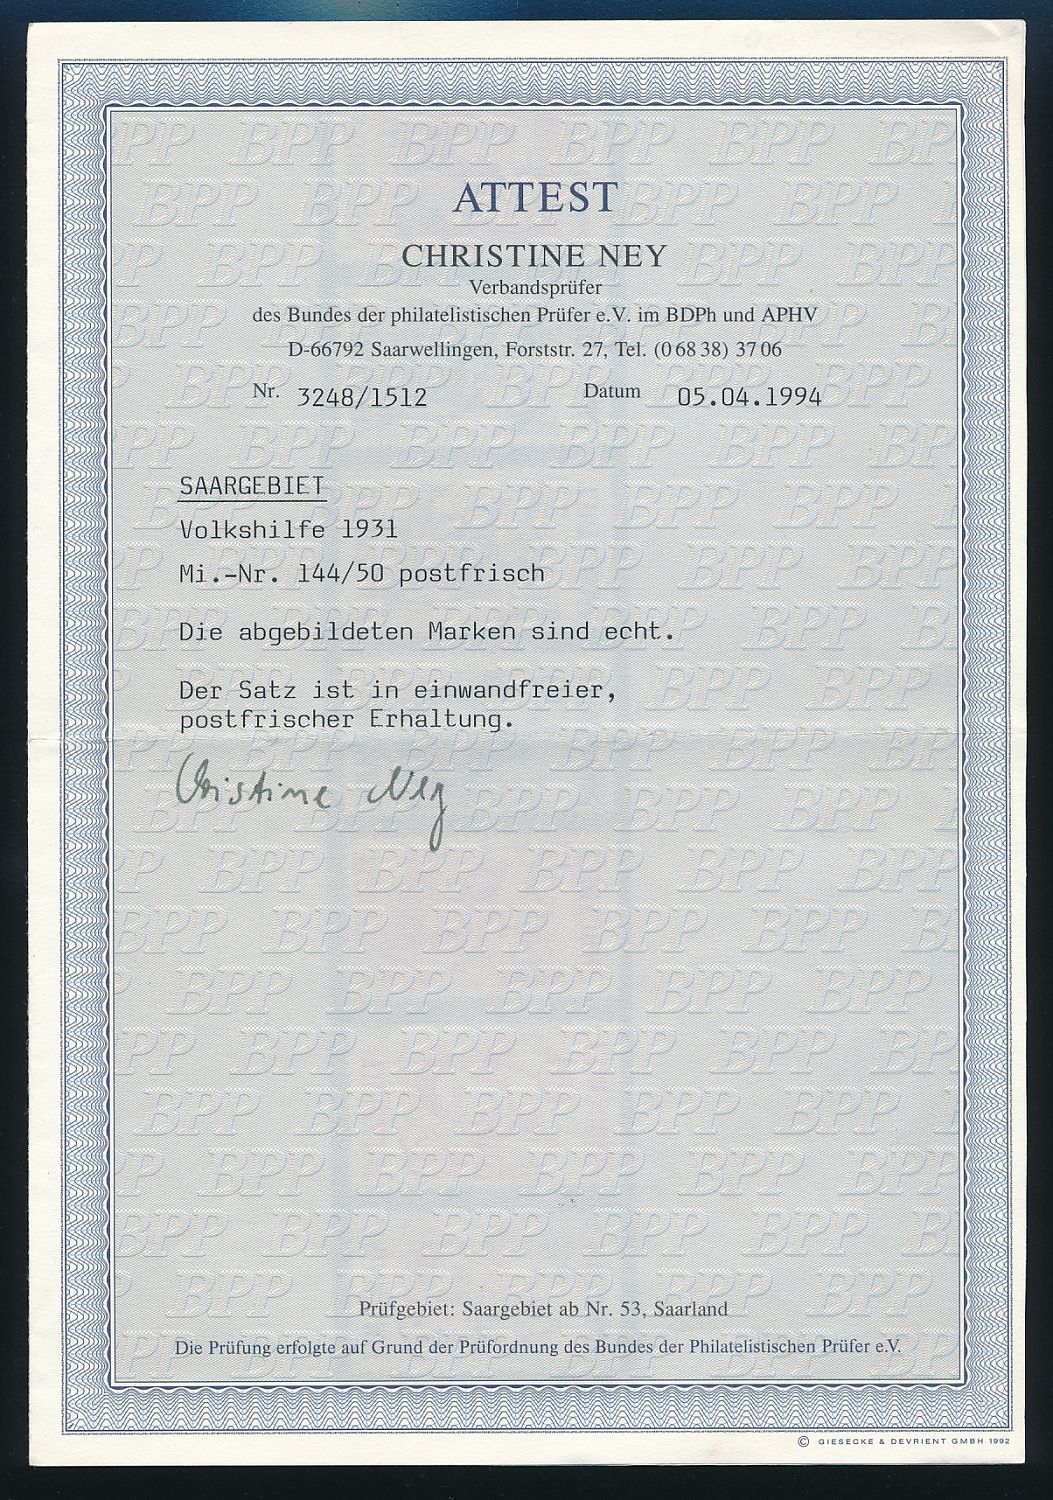 ATTEST
CHRISTINE NEY
Verbandsprüfer
des Bundes der philatelistischen Prüfer e.V. im BDPh und APHV
D-66792 Saarwellingen, Forststr. 27, Tel. (0 68 38) 37 06
Nr. 3248/1512 Datum 05.04.1994
SAARGEBIET
Volkshilfe 1931
Mi.-Nr. 144/50 postfrisch
Die abgebildeten Marken sind echt.
Der Satz ist in einwandfreier,
postfrischer Erhaltung.
Christine Ney
Prüfgebiet: Saargebiet ab Nr. 53, Saarland
Die Prüfung erfolgte auf Grund der Prüfordnung des Bundes der Philatelistischen Prüfer e.V.
© GIESECKE & DEVRIENT GMBH 1992